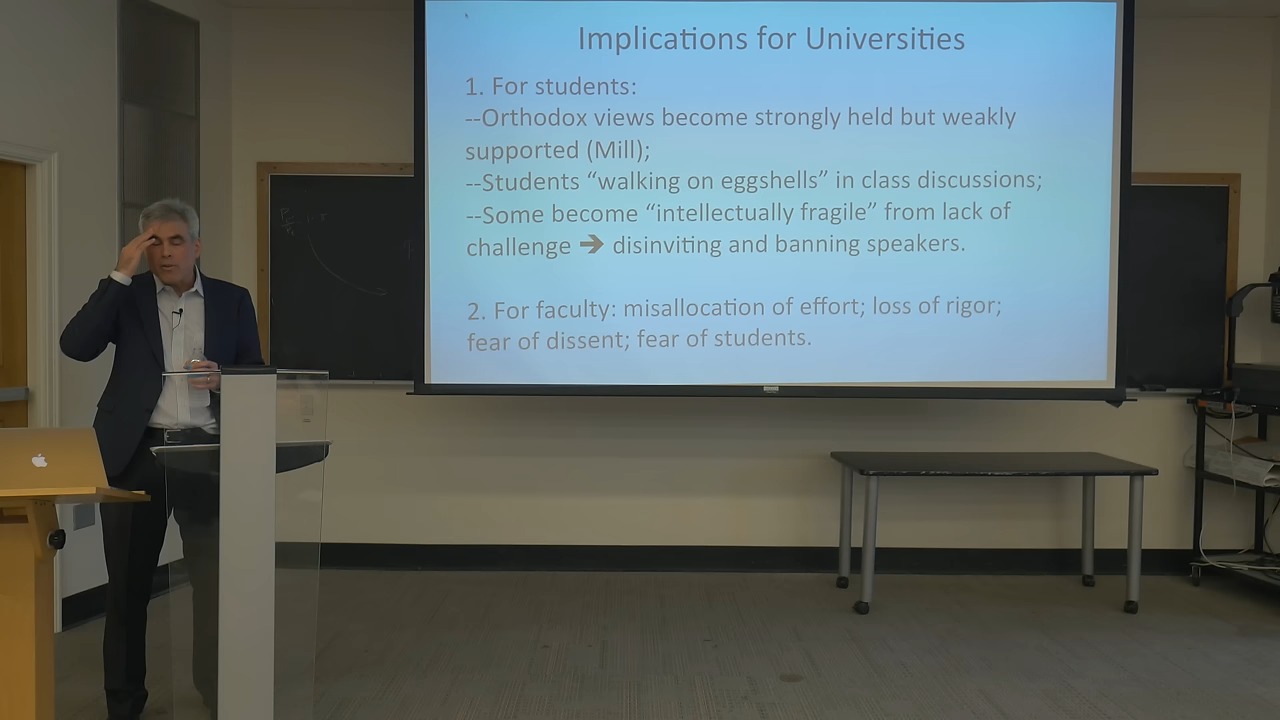 Implications for Universities
1. For students:
--Orthodox views become strongly held but weakly
supported (Mill);
--Students “walking on eggshells” in class discussions;
--Some become “intellectually fragile” from lack of
challenge ➔ disinviting and banning speakers.
2. For faculty: misallocation of effort; loss of rigor;
fear of dissent; fear of students.